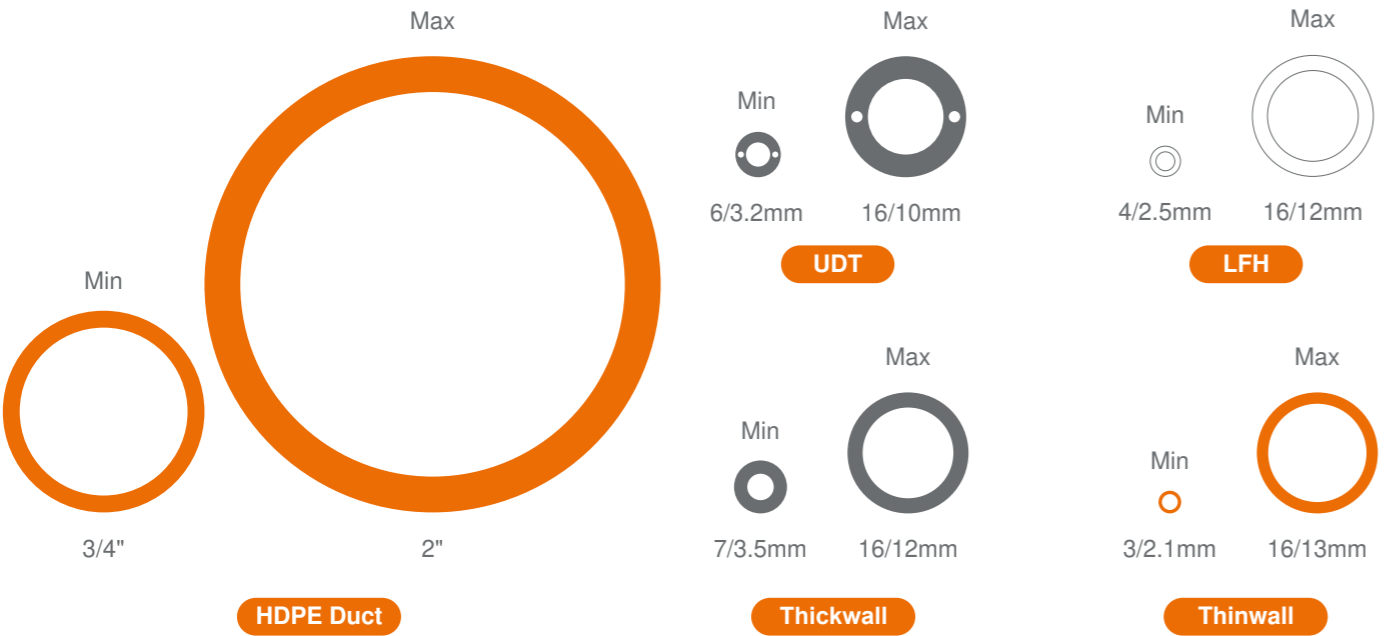 Min
3/4"
Max
2"
HDPE Duct
Min
6/3.2mm
Max
16/10mm
UDT
Min
4/2.5mm
Max
16/12mm
LFH
Min
7/3.5mm
Max
16/12mm
Thickwall
Min
3/2.1mm
Max
16/13mm
Thinwall